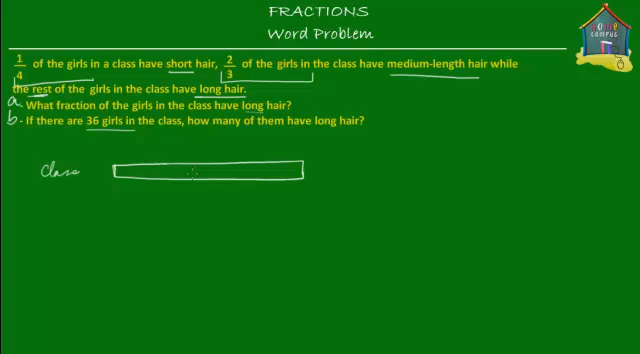 FRACTIONS
Word Problem
home campus
1/4 of the girls in a class have short hair, 2/3 of the girls in the class have medium-length hair while
the rest of the girls in the class have long hair.
a - What fraction of the girls in the class have long hair?
b - If there are 36 girls in the class, how many of them have long hair?
Class